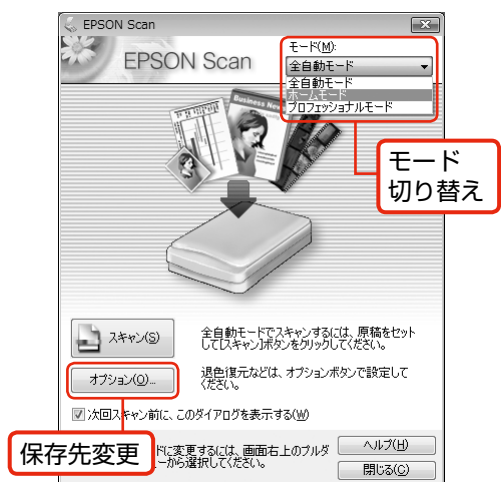 EPSON Scan
EPSON Scan
モード(M):
全自動モード
全自動モード
ホームモード
プロフェッショナルモード
Business New
モード
切り替え
スキャン(S)
全自動モードでスキャンするには、原稿をセット
して[スキャン]ボタンをクリックしてください。
オプション(O)...
退色復元などは、オプションボタンで設定して
ください。
次回スキャン前に、このダイアログを表示する(W)
保存先変更
ドに変更するには、画面右上のプルダ
ューから選択してください。
ヘルプ(H)
閉じる(C)